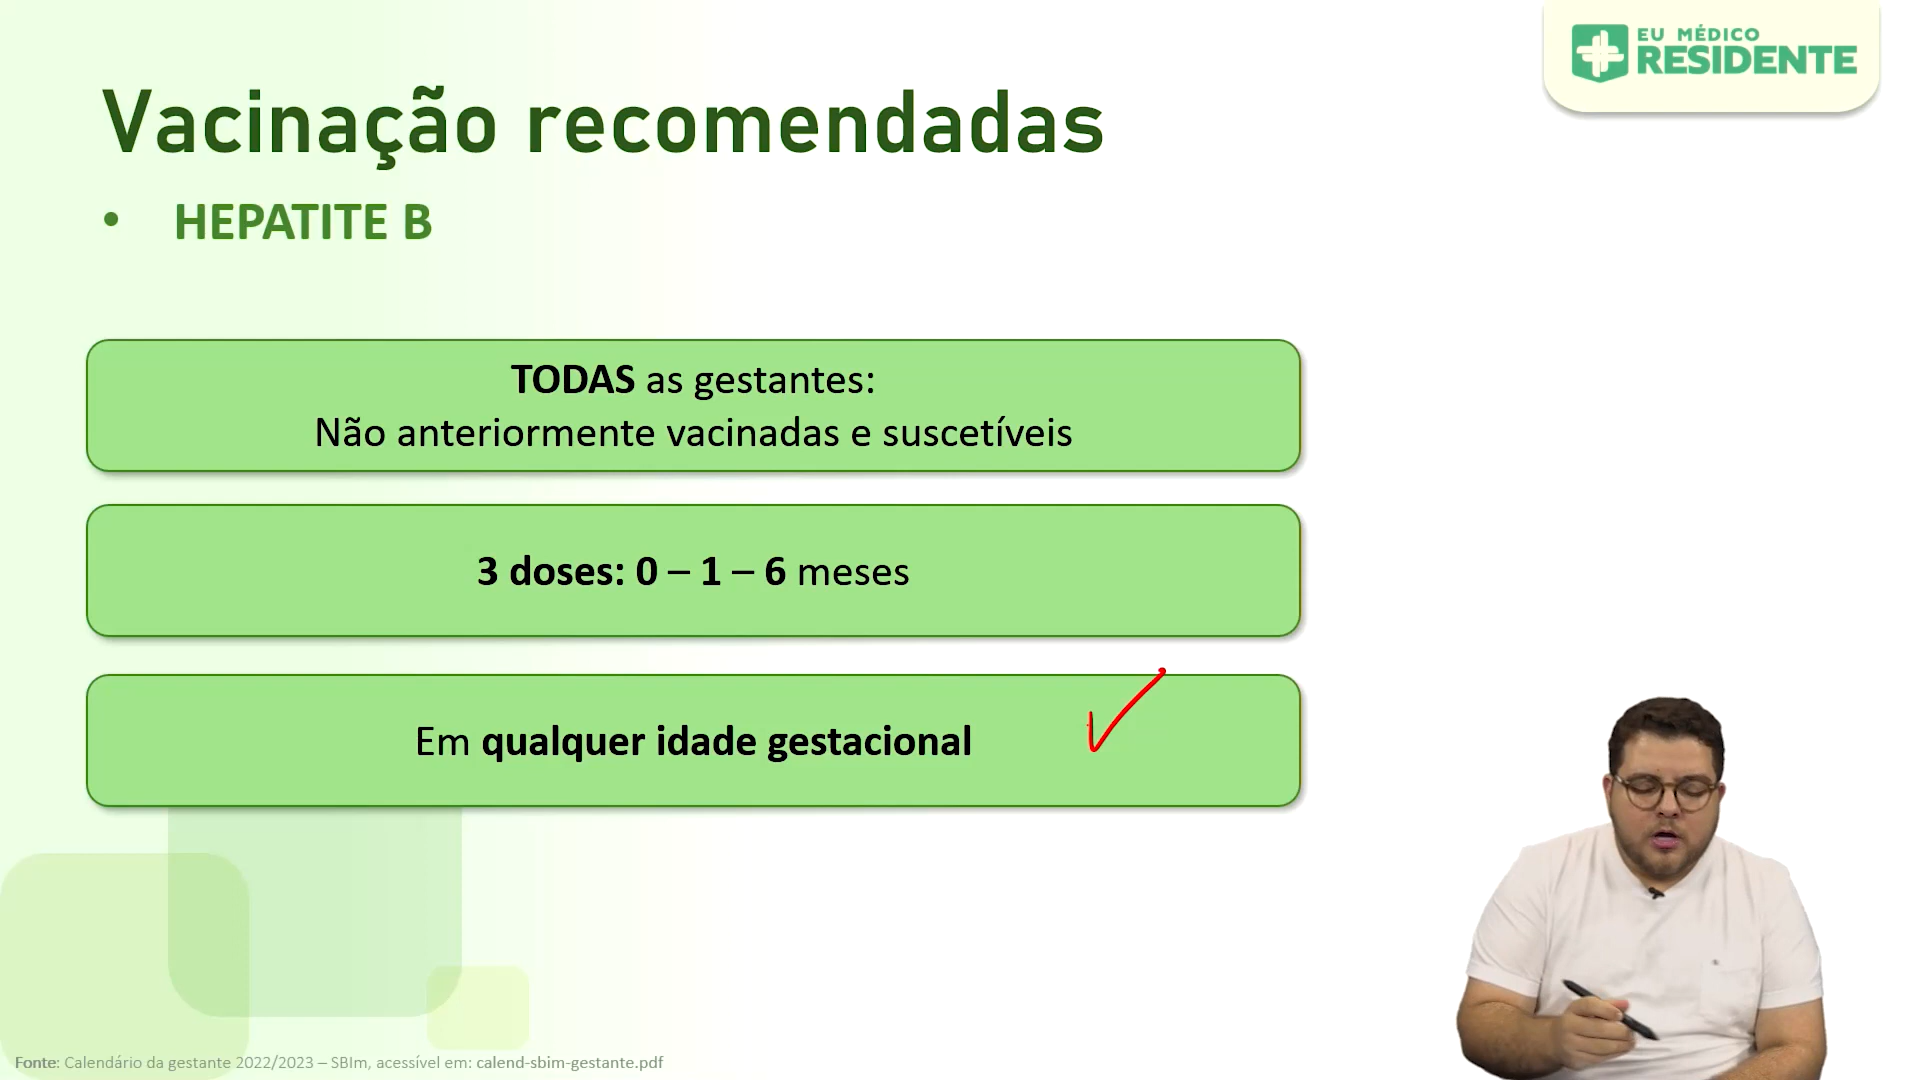 EU MÉDICO
RESIDENTE
Vacinação recomendadas
• HEPATITE B
TODAS as gestantes:
Não anteriormente vacinadas e suscetíveis
3 doses: 0 – 1 – 6 meses
Em qualquer idade gestacional
Fonte: Calendário da gestante 2022/2023 – SBIm, acessível em: calend-sbim-gestante.pdf